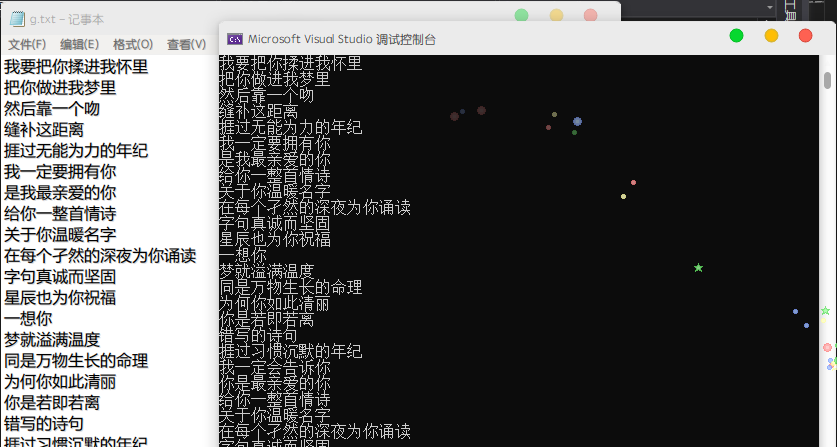 g.txt - 记事本
文件(F) 编辑(E) 格式(O) 查看(V)
我要把你揉进我怀里
把你做进我梦里
然后靠一个吻
缝补这距离
捱过无能为力的年纪
我一定要拥有你
是我最亲爱的你
给你一整首情诗
关于你温暖名字
在每个孑然的深夜为你诵读
字句真诚而坚固
星辰也为你祝福
一想你
梦就溢满温度
同是万物生长的命理
为何你如此清丽
你是若即若离
错写的诗句
捱过习惯沉默的年纪
Microsoft Visual Studio 调试控制台
我要把你揉进我怀里
把你做进我梦里
然后靠一个吻
缝补这距离
捱过无能为力的年纪
我一定要拥有你
是我最亲爱的你
给你一整首情诗
关于你温暖名字
在每个孑然的深夜为你诵读
字句真诚而坚固
星辰也为你祝福
一想你
梦就溢满温度
同是万物生长的命理
为何你如此清丽
你是若即若离
错写的诗句
捱过习惯沉默的年纪
我一定会告诉你
你是最亲爱的你
给你一整首情诗
关于你温暖名字
在每个孑然的深夜为你诵读
字句真诚而坚固